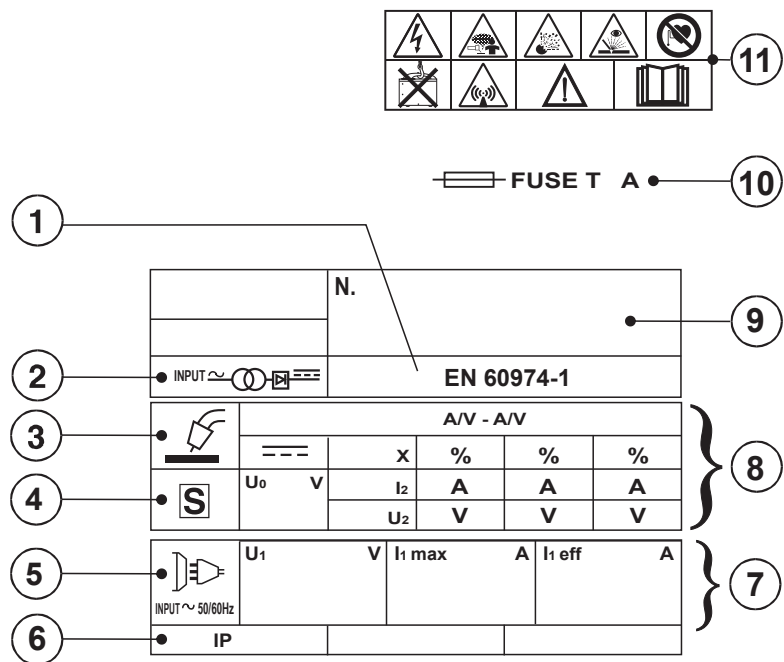 11
FUSE T A
10
1
N.
9
2
INPUT ~
EN 60974-1
3
A/V - A/V
X % % %
8
4
S
U0 V
I2 A A A
U2 V V V
5
U1 V I1 max A I1 eff A
7
INPUT ~ 50/60Hz
6
IP